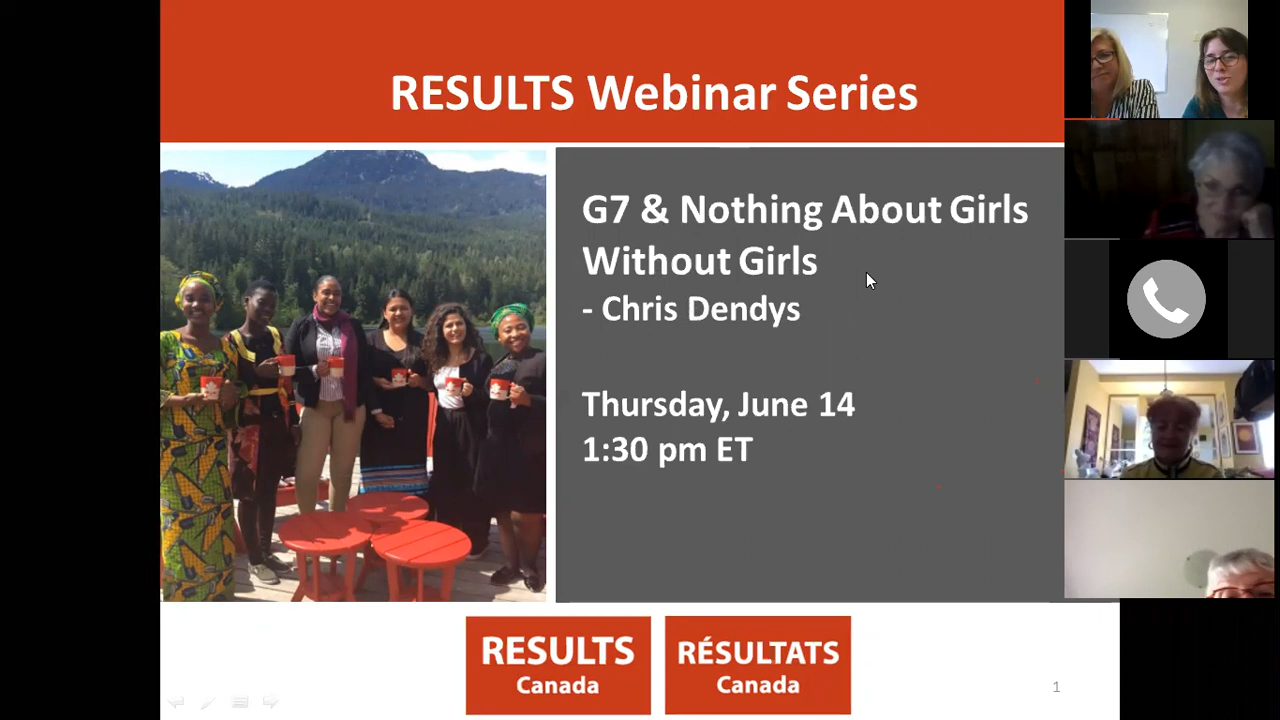 RESULTS Webinar Series
G7 & Nothing About Girls
Without Girls
- Chris Dendys
Thursday, June 14
1:30 pm ET
RESULTS
Canada
RÉSULTATS
Canada
1